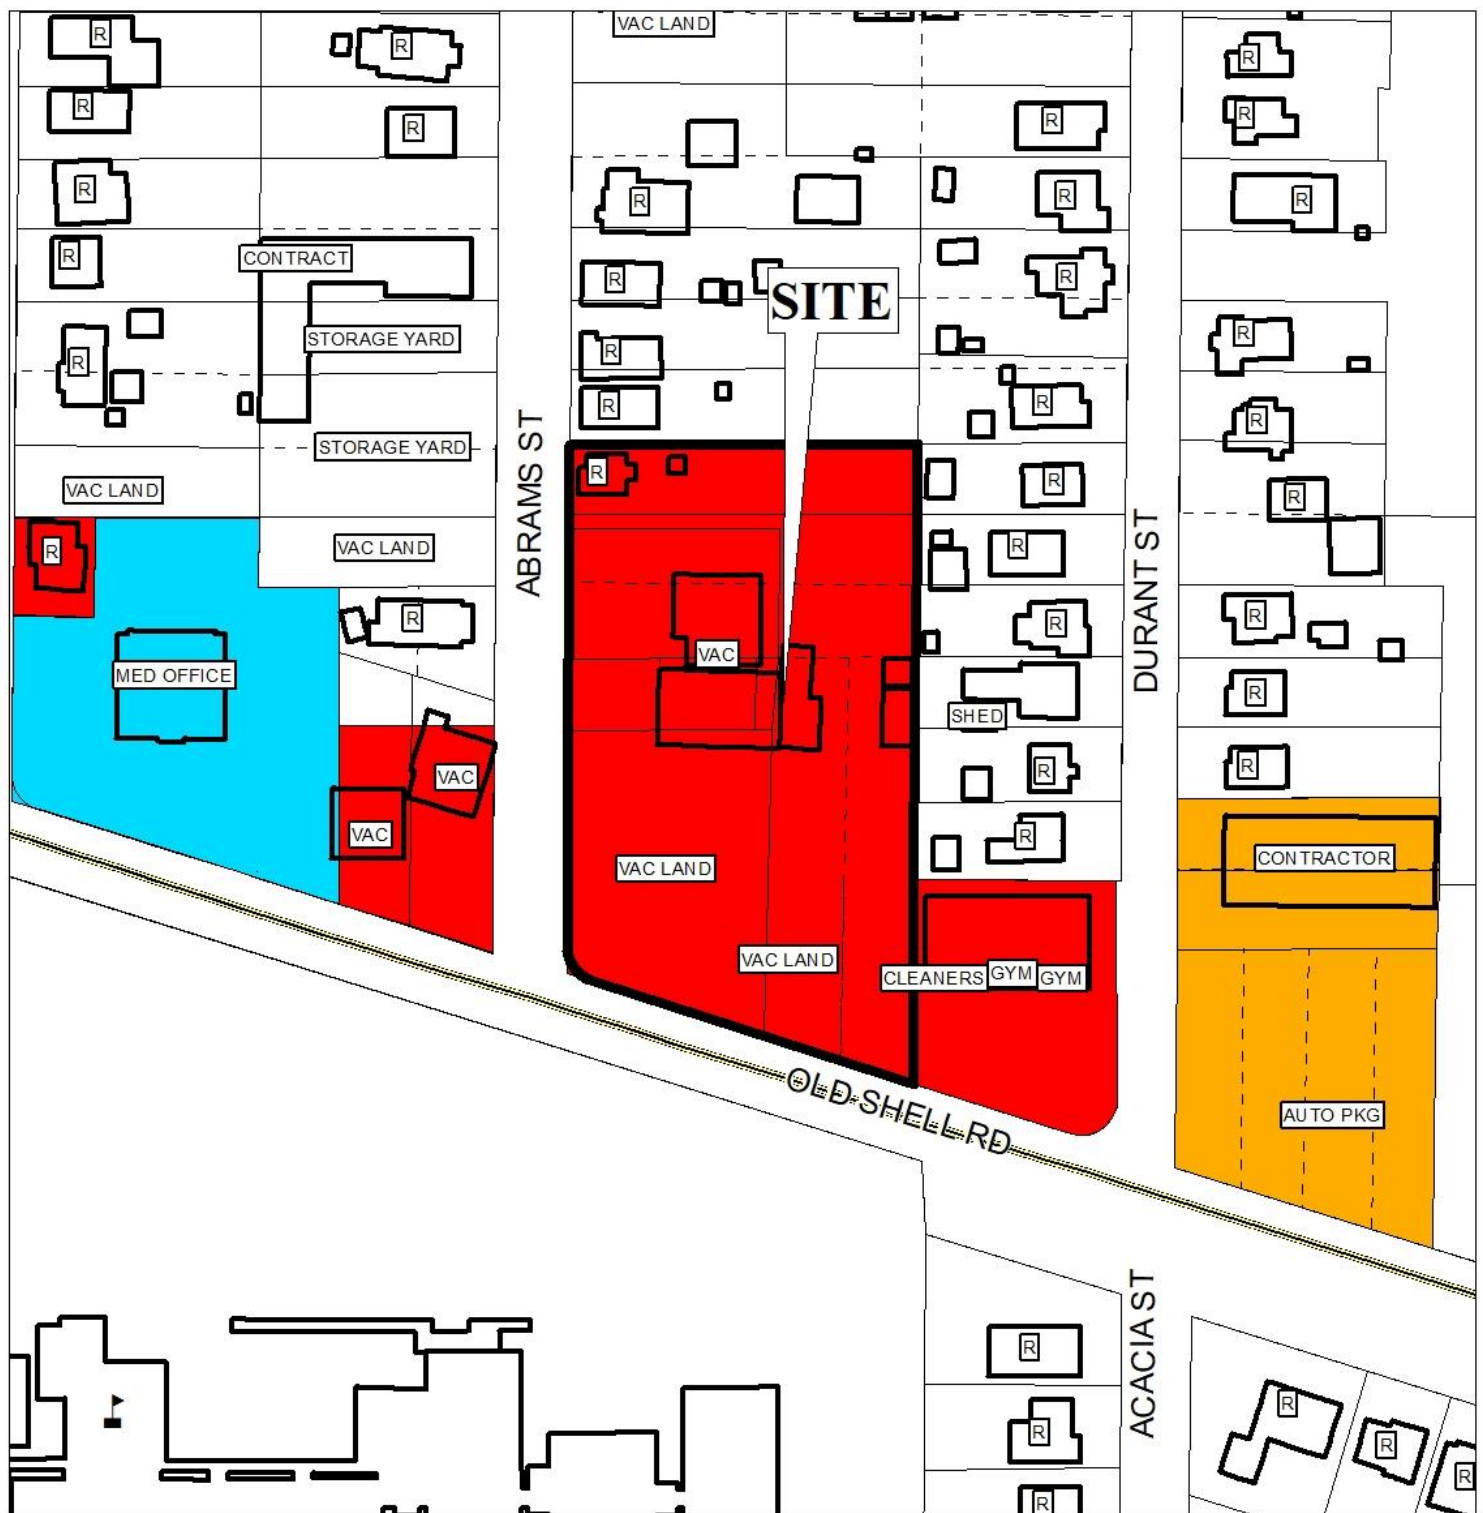 VAC LAND
R
R
R
R
R
R
R
R
R
R
R
R
R
CONTRACT
R
R
R
SITE
STORAGE YARD
R
R
R
R
R
R
R
STORAGE YARD
VAC LAND
R
R
R
ABRAMS ST
DURANT ST
R
VAC LAND
R
R
R
R
MED OFFICE
VAC
R
SHED
VAC
R
R
VAC
R
VAC LAND
CONTRACTOR
VAC LAND
CLEANERS
GYM
GYM
OLD SHELL RD
AUTO PKG
ACACIA ST
R
R
R
R
R
R